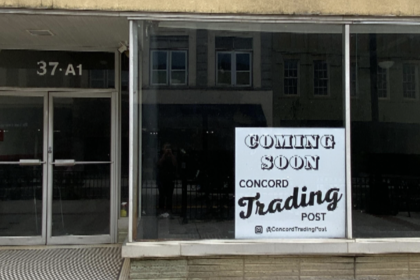 37-A1
COMING
SOON
CONCORD
Trading
POST
@ConcordTradingPost